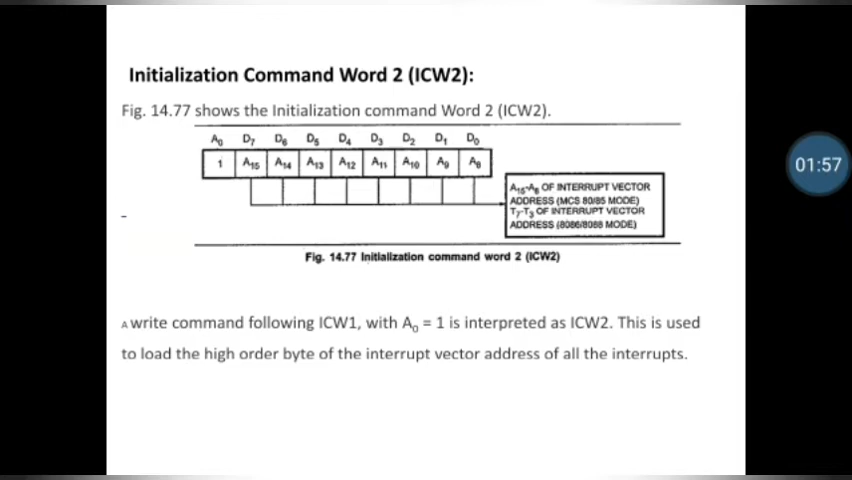 Initialization Command Word 2 (ICW2):
Fig. 14.77 shows the Initialization command Word 2 (ICW2).
A₀ D₇ D₆ D₅ D₄ D₃ D₂ D₁ D₀
1 A₁₅ A₁₄ A₁₃ A₁₂ A₁₁ A₁₀ A₉ A₈
A₁₅-A₈ OF INTERRUPT VECTOR
ADDRESS (MCS 80/85 MODE)
T₇-T₃ OF INTERRUPT VECTOR
ADDRESS (8086/8088 MODE)
Fig. 14.77 Initialization command word 2 (ICW2)
A write command following ICW1, with A₀ = 1 is interpreted as ICW2. This is used
to load the high order byte of the interrupt vector address of all the interrupts.
01:57